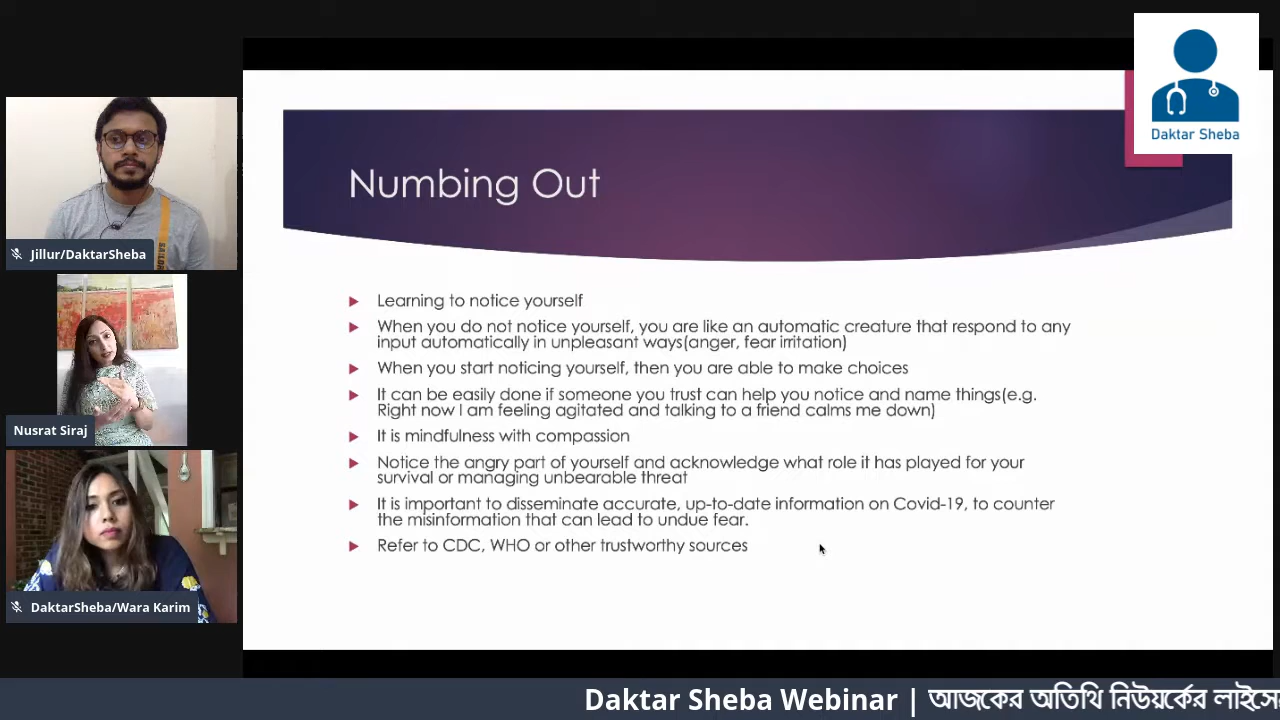 Daktar Sheba
Numbing Out
Jillur/DaktarSheba
Nusrat Siraj
DaktarSheba/Wara Karim
Learning to notice yourself
When you do not notice yourself, you are like an automatic creature that respond to any
input automatically in unpleasant ways(anger, fear irritation)
When you start noticing yourself, then you are able to make choices
It can be easily done if someone you trust can help you notice and name things(e.g.
Right now I am feeling agitated and talking to a friend calms me down)
It is mindfulness with compassion
Notice the angry part of yourself and acknowledge what role it has played for your
survival or managing unbearable threat
It is important to disseminate accurate, up-to-date information on Covid-19, to counter
the misinformation that can lead to undue fear.
Refer to CDC, WHO or other trustworthy sources
Daktar Sheba Webinar | আজকের অতিথি নিউয়র্কের লাইসে